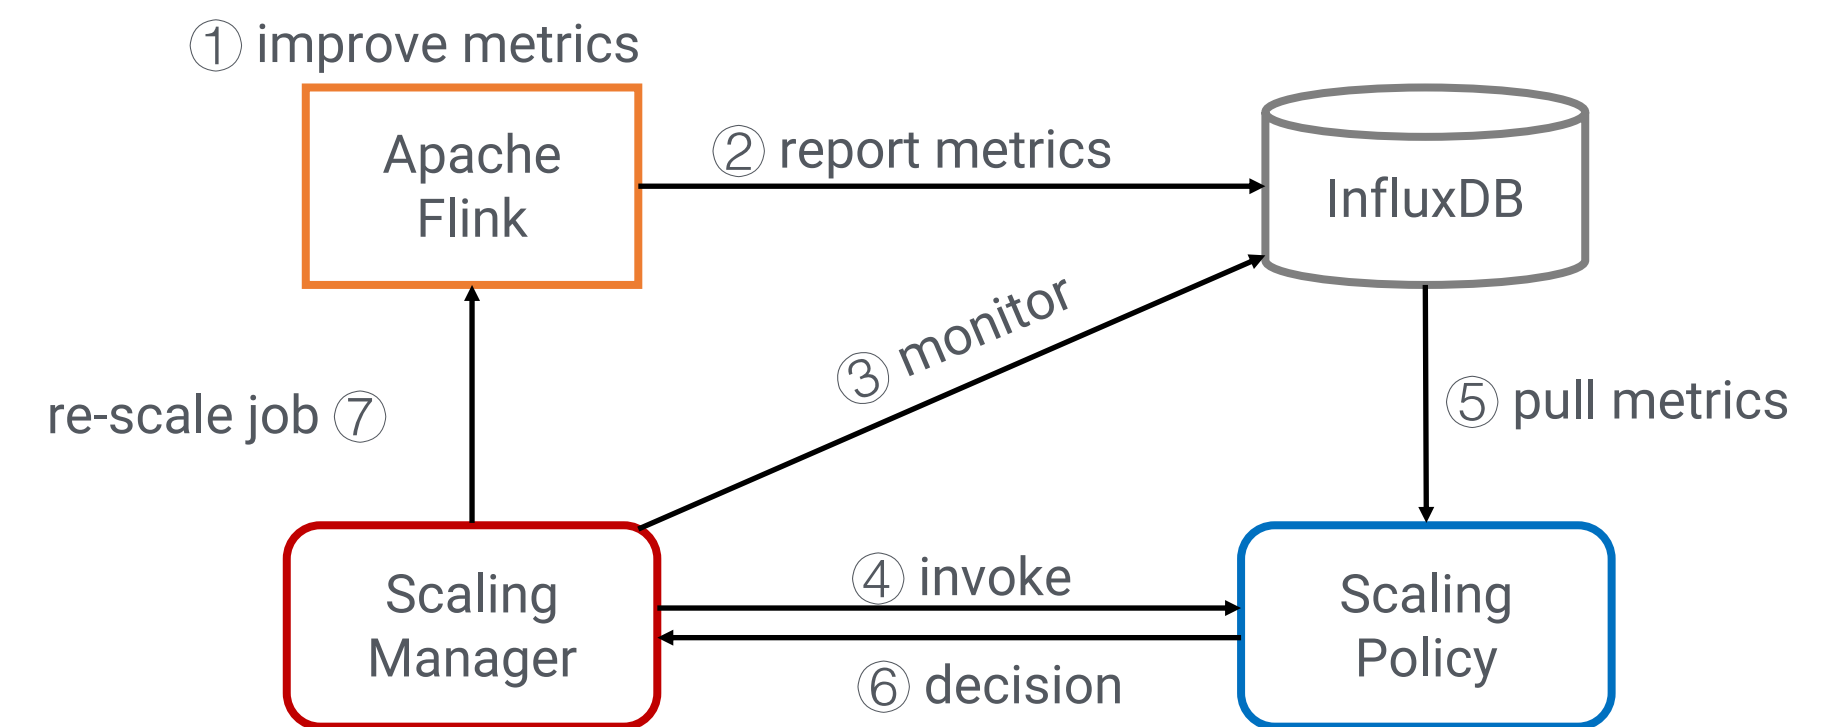 ① improve metrics
Apache
Flink
② report metrics
InfluxDB
③ monitor
re-scale job ⑦
⑤ pull metrics
Scaling
Manager
④ invoke
⑥ decision
Scaling
Policy